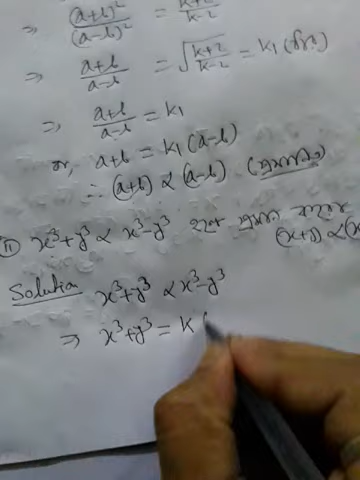 ⇒ (a+b)²/(a-b)² = k+2/k-2
⇒ a+b/a-b = √(k+2/k-2) = k₁ (ধরি)
⇒ a+b/a-b = k₁
or, a+b = k₁ (a-b)
∴ (a+b) ∝ (a-b) (প্রমাণিত)
(ii) x³+y³ ∝ x³-y³ হলে প্রমাণ করো
Solution x³+y³ ∝ x³-y³
⇒ x³+y³ = k